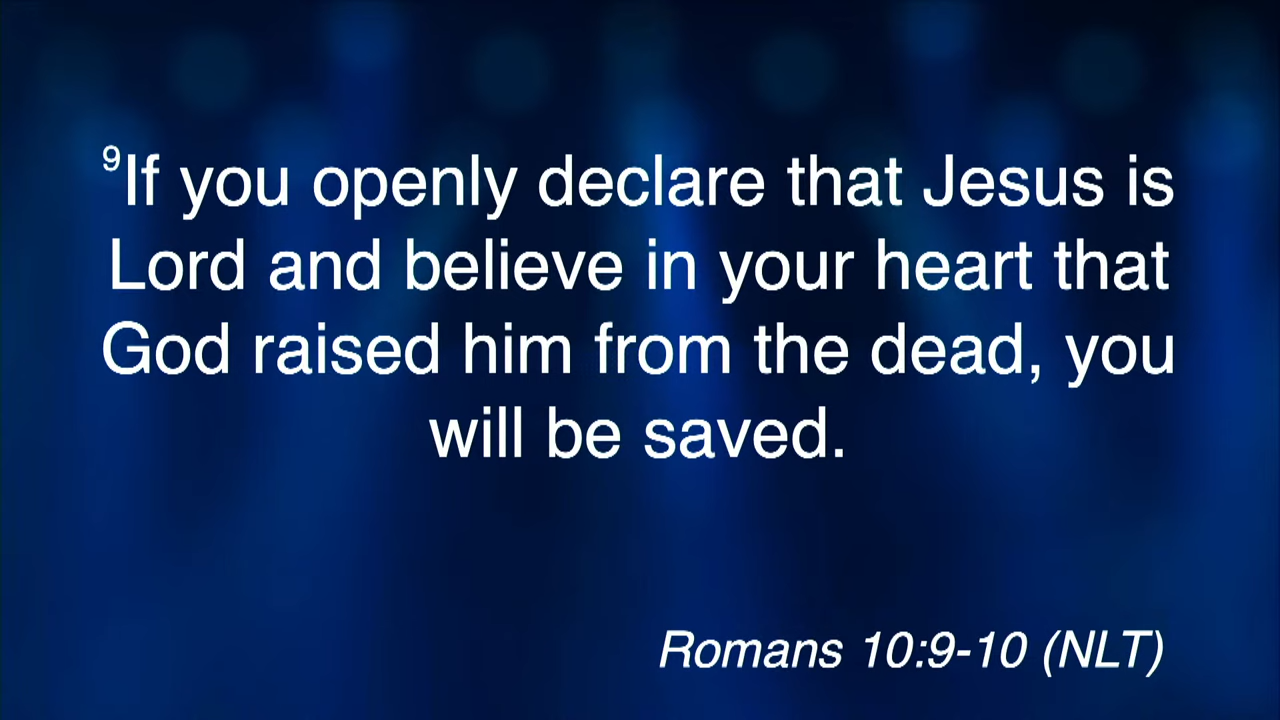 ⁹If you openly declare that Jesus is
Lord and believe in your heart that
God raised him from the dead, you
will be saved.
Romans 10:9-10 (NLT)